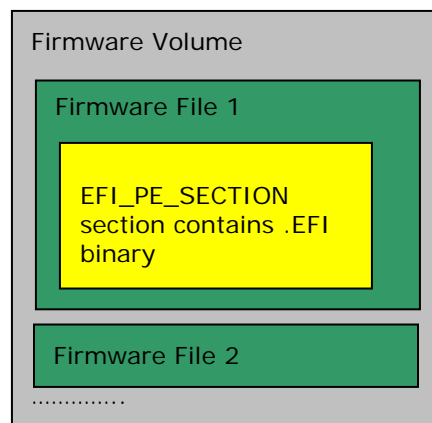 Firmware Volume
Firmware File 1
EFI_PE_SECTION
section contains .EFI
binary
Firmware File 2
..............